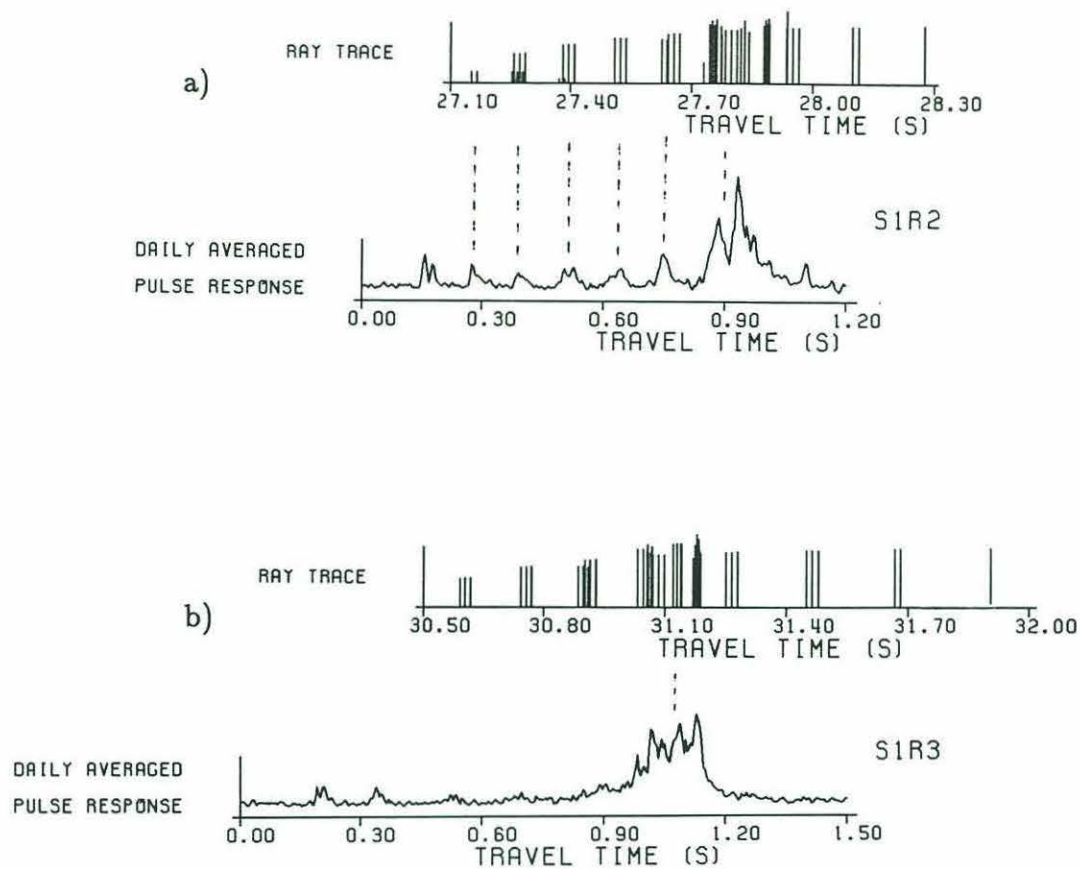 RAY TRACE
a)
27.10 27.40 27.70 28.00 28.30
TRAVEL TIME (S)
S1R2
DAILY AVERAGED
PULSE RESPONSE
0.00 0.30 0.60 0.90 1.20
TRAVEL TIME (S)
RAY TRACE
b)
30.50 30.80 31.10 31.40 31.70 32.00
TRAVEL TIME (S)
S1R3
DAILY AVERAGED
PULSE RESPONSE
0.00 0.30 0.60 0.90 1.20 1.50
TRAVEL TIME (S)